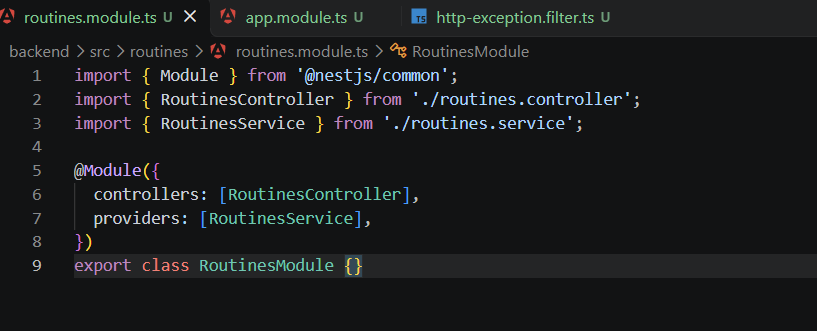 routines.module.ts U
app.module.ts U
TS http-exception.filter.ts U
backend > src > routines > routines.module.ts > RoutinesModule
1 import { Module } from '@nestjs/common';
2 import { RoutinesController } from './routines.controller';
3 import { RoutinesService } from './routines.service';
4
5 @Module({
6   controllers: [RoutinesController],
7   providers: [RoutinesService],
8 })
9 export class RoutinesModule {}